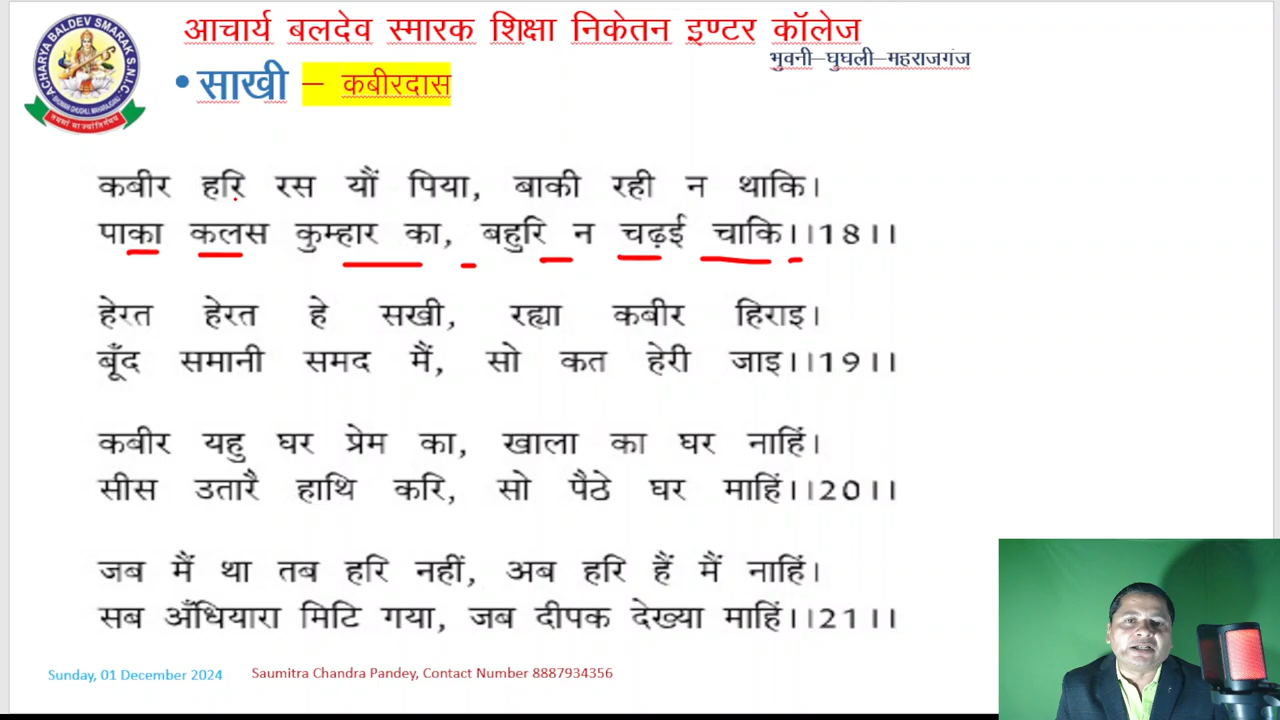 आचार्य बलदेव स्मारक शिक्षा निकेतन इण्टर कॉलेज
भुवनी–घुघली–महराजगंज
ACHARYA BALDEV SMARAK S.N.I.C.
• साखी – कबीरदास
कबीर हरि रस यौं पिया, बाकी रही न थाकि।
पाका कलस कुम्हार का, बहुरि न चढ़ई चाकि।।18।।
हेरत हेरत हे सखी, रह्या कबीर हिराइ।
बूँद समानी समद मैं, सो कत हेरी जाइ।।19।।
कबीर यहु घर प्रेम का, खाला का घर नाहिं।
सीस उतारै हाथि करि, सो पैठे घर माहिं।।20।।
जब मैं था तब हरि नहीं, अब हरि हैं मैं नाहिं।
सब अँधियारा मिटि गया, जब दीपक देख्या माहिं।।21।।
Sunday, 01 December 2024
Saumitra Chandra Pandey, Contact Number 8887934356